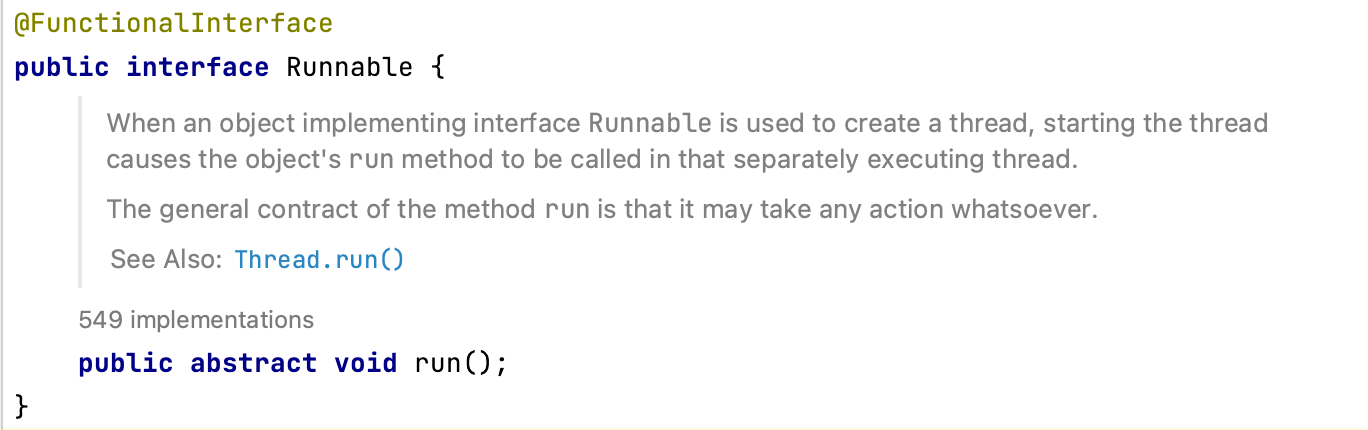 @FunctionalInterface
public interface Runnable {
When an object implementing interface Runnable is used to create a thread, starting the thread
causes the object's run method to be called in that separately executing thread.
The general contract of the method run is that it may take any action whatsoever.
See Also: Thread.run()
549 implementations
public abstract void run();
}